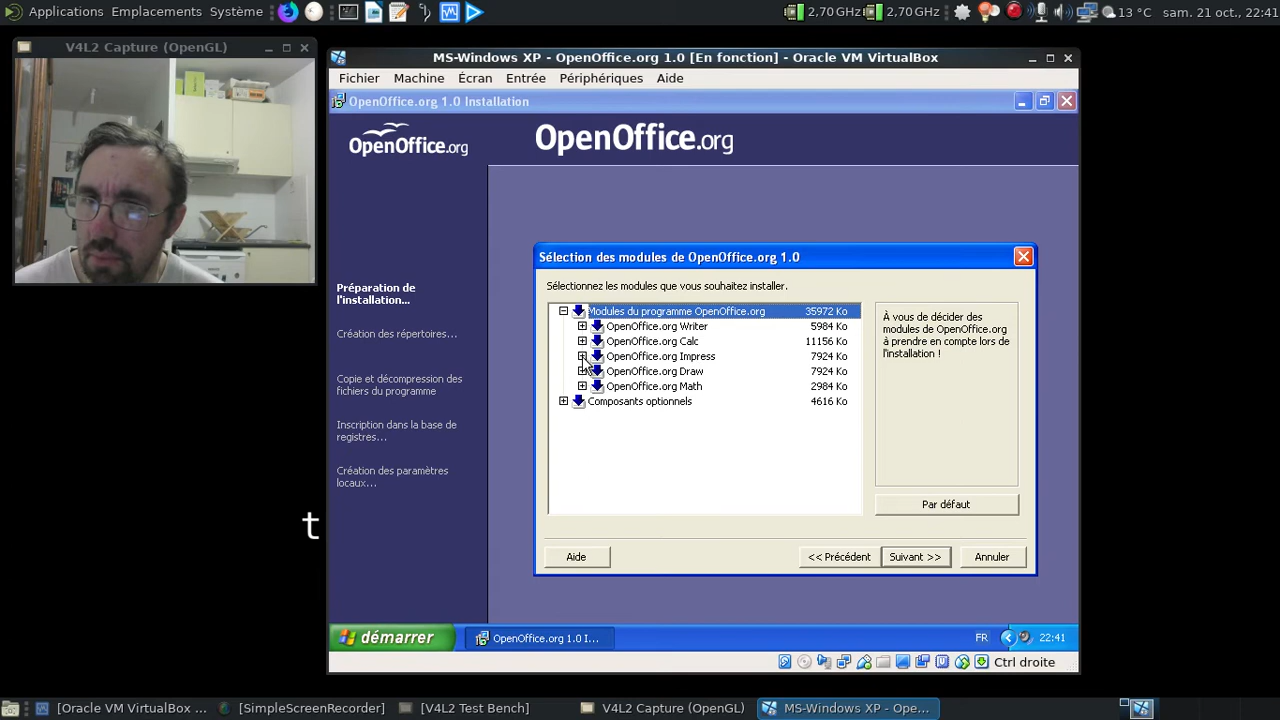 Applications Emplacements Système
2,70 GHz 2,70 GHz 13 °C sam. 21 oct., 22:41
V4L2 Capture (OpenGL)
MS-Windows XP - OpenOffice.org 1.0 [En fonction] - Oracle VM VirtualBox
Fichier Machine Écran Entrée Périphériques Aide
OpenOffice.org 1.0 Installation
OpenOffice.org
OpenOffice.org
Préparation de
l'installation...
Création des répertoires...
Copie et décompression des
fichiers du programme
Inscription dans la base de
registres...
Création des paramètres
locaux...
Sélection des modules de OpenOffice.org 1.0
Sélectionnez les modules que vous souhaitez installer.
Modules du programme OpenOffice.org 35972 Ko
OpenOffice.org Writer 5984 Ko
OpenOffice.org Calc 11156 Ko
OpenOffice.org Impress 7924 Ko
OpenOffice.org Draw 7924 Ko
OpenOffice.org Math 2984 Ko
Composants optionnels 4616 Ko
À vous de décider des
modules de OpenOffice.org
à prendre en compte lors de
l'installation !
Par défaut
Aide << Précédent Suivant >> Annuler
t
démarrer OpenOffice.org 1.0 I... FR 22:41
Ctrl droite
[Oracle VM VirtualBox ... [SimpleScreenRecorder] [V4L2 Test Bench] V4L2 Capture (OpenGL) MS-Windows XP - Ope...